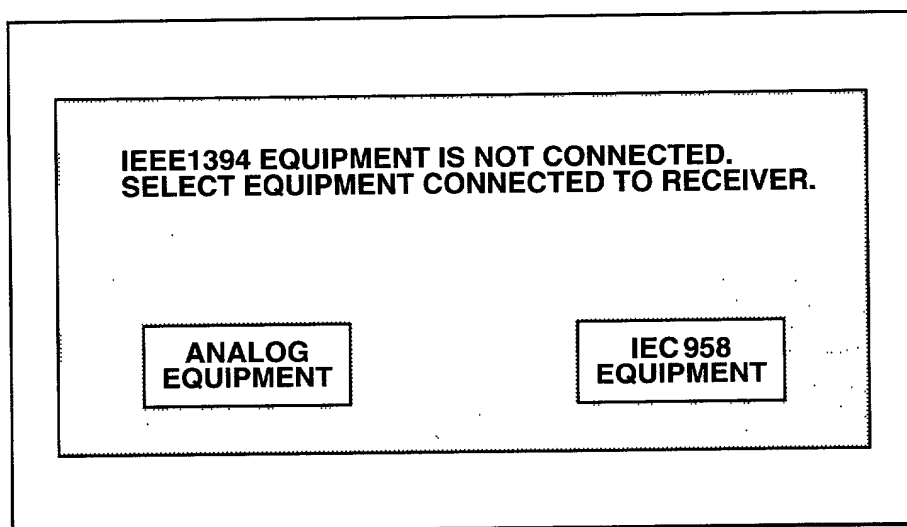 IEEE1394 EQUIPMENT IS NOT CONNECTED.
SELECT EQUIPMENT CONNECTED TO RECEIVER.
ANALOG
EQUIPMENT
IEC 958
EQUIPMENT